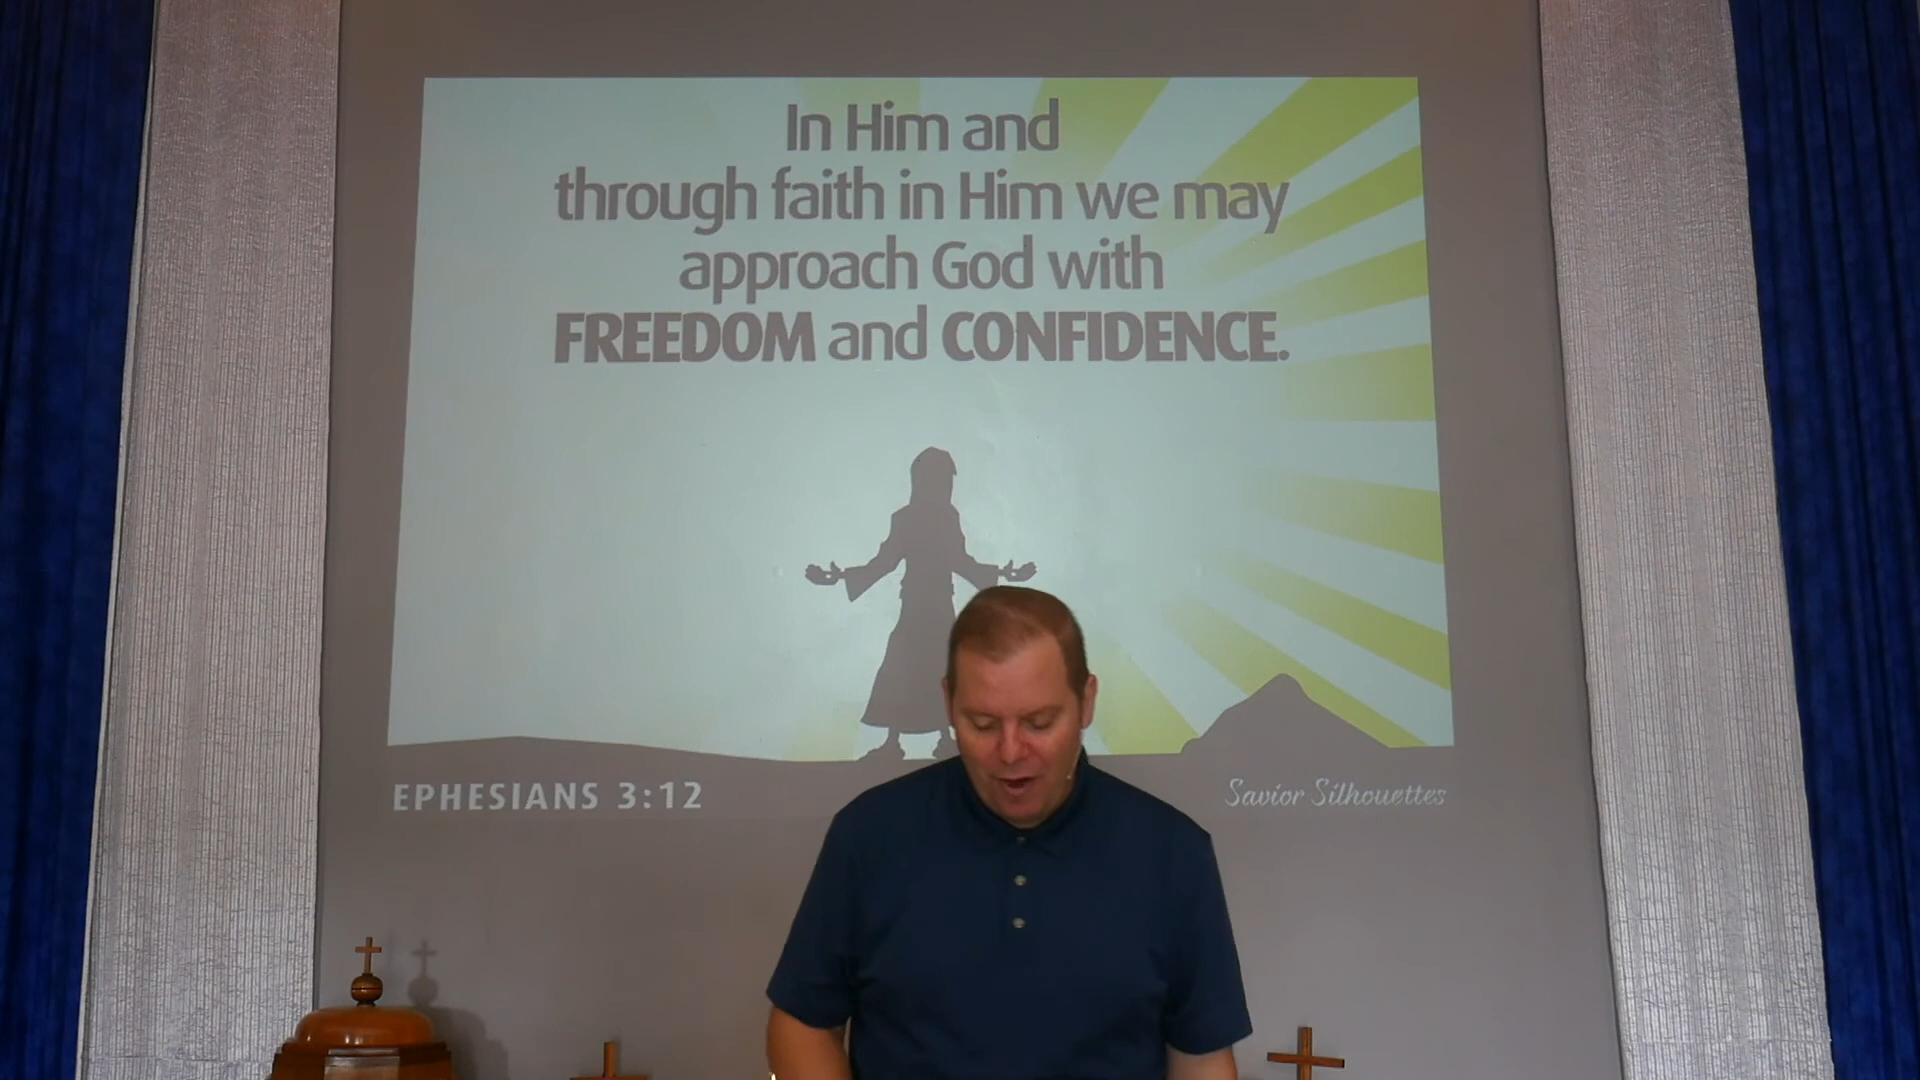 In Him and
through faith in Him we may
approach God with
FREEDOM and CONFIDENCE.
EPHESIANS 3:12
Savior Silhouettes